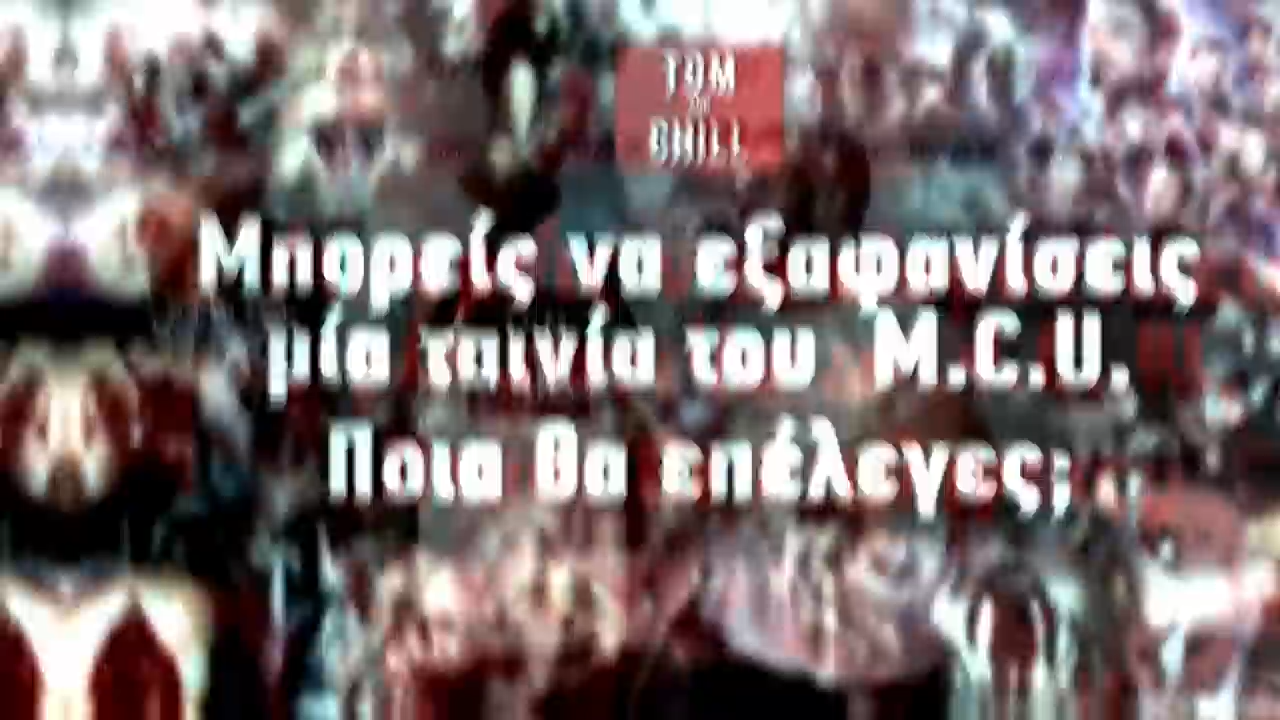 TOM
CHILL
Μπορείς να εξαφανίσεις
μία ταινία του M.C.U.
Ποια θα επέλεγες;